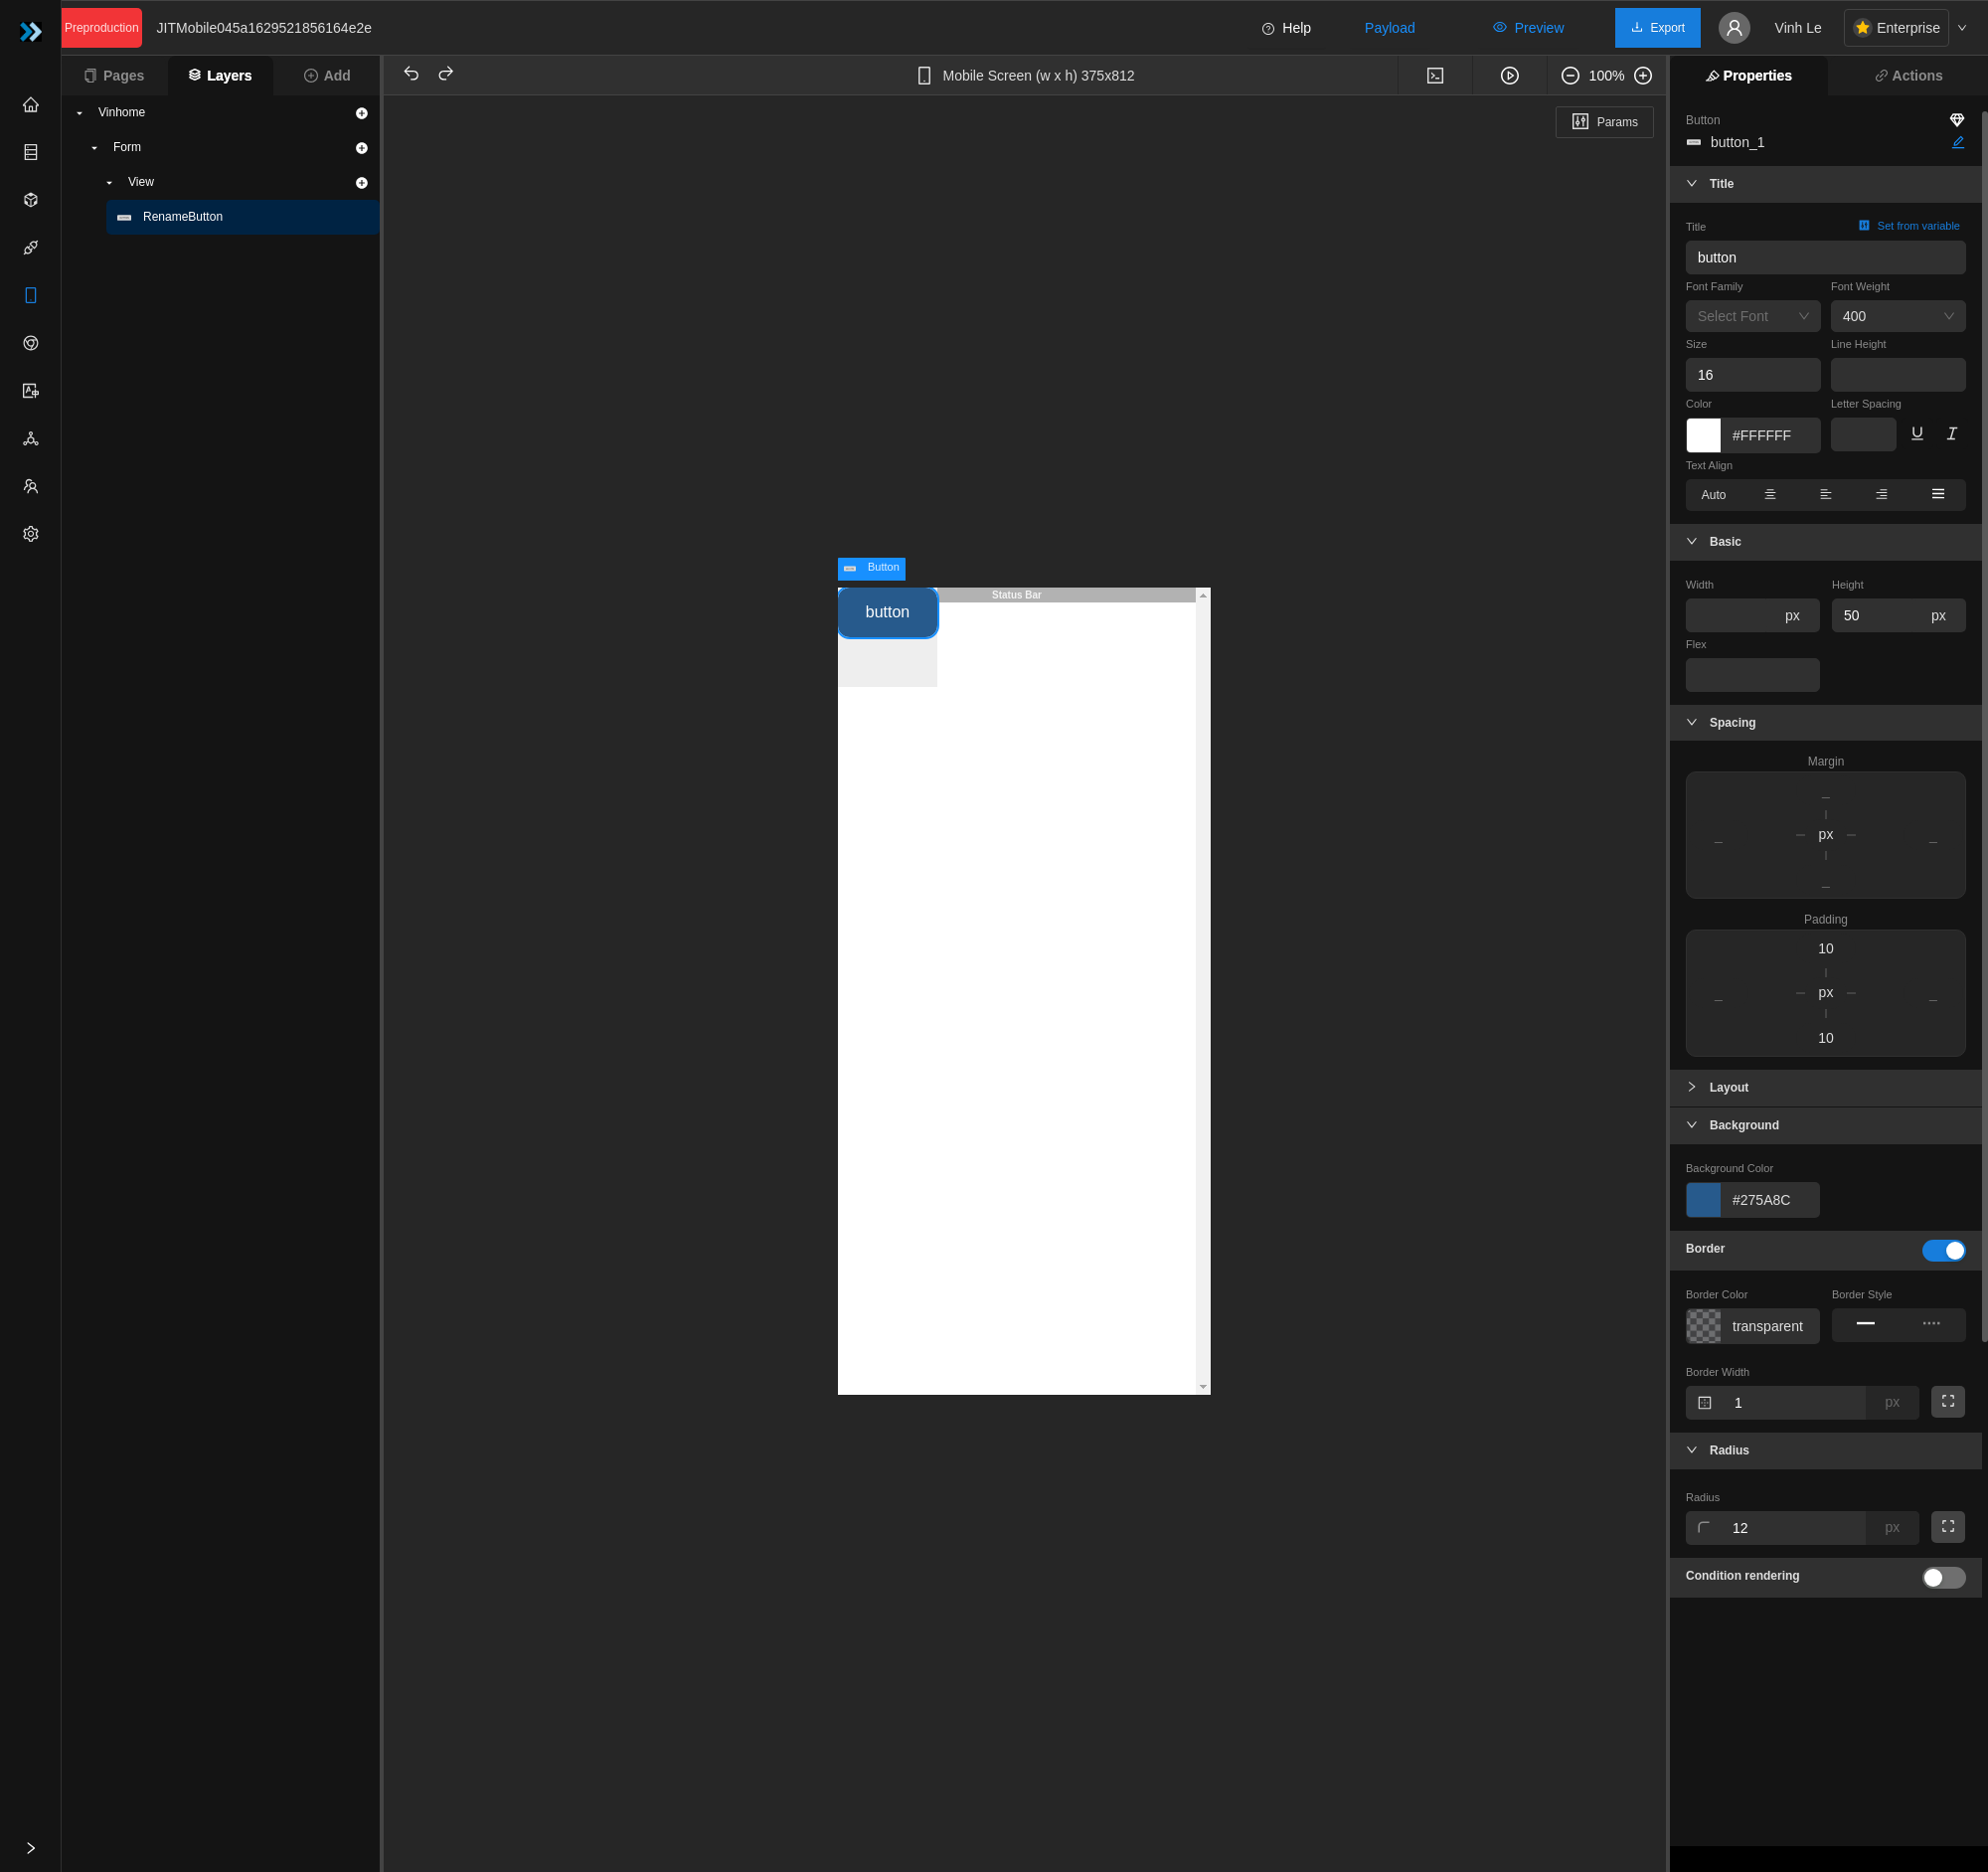 Preproduction
JITMobile045a1629521856164e2e
Help
Payload
Preview
Export
Vinh Le
Enterprise
Pages
Layers
Add
Mobile Screen (w x h) 375x812
100%
Properties
Actions
Vinhome
Form
View
RenameButton
Params
Button
button
Status Bar
Button
button_1
Title
Title
Set from variable
button
Font Family
Font Weight
Select Font
400
Size
Line Height
16
Color
Letter Spacing
#FFFFFF
Text Align
Auto
Basic
Width
Height
px
50
px
Flex
Spacing
Margin
px
Padding
10
px
10
Layout
Background
Background Color
#275A8C
Border
Border Color
Border Style
transparent
Border Width
1
px
Radius
Radius
12
px
Condition rendering